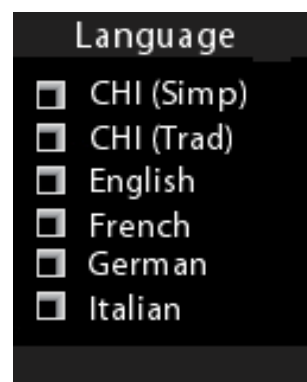 Language
CHI (Simp)
CHI (Trad)
English
French
German
Italian